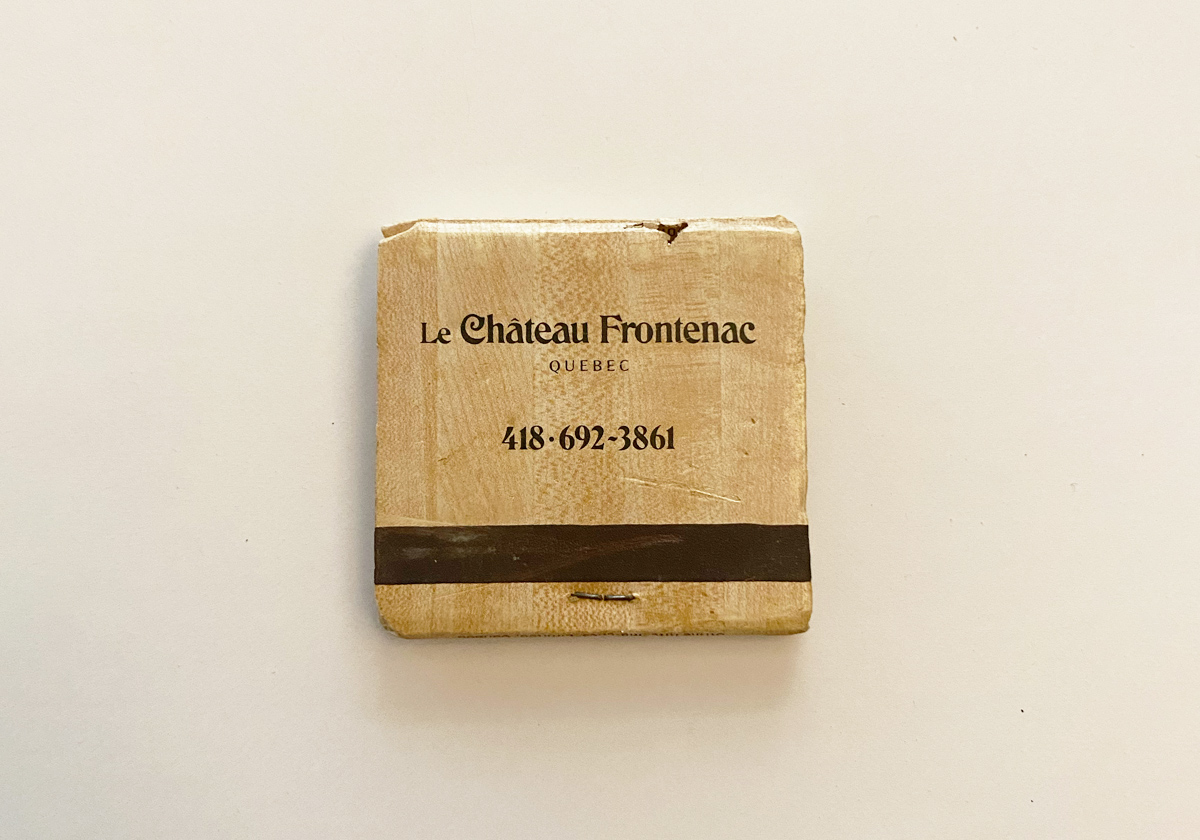 Le Château Frontenac
QUEBEC
418·692-3861